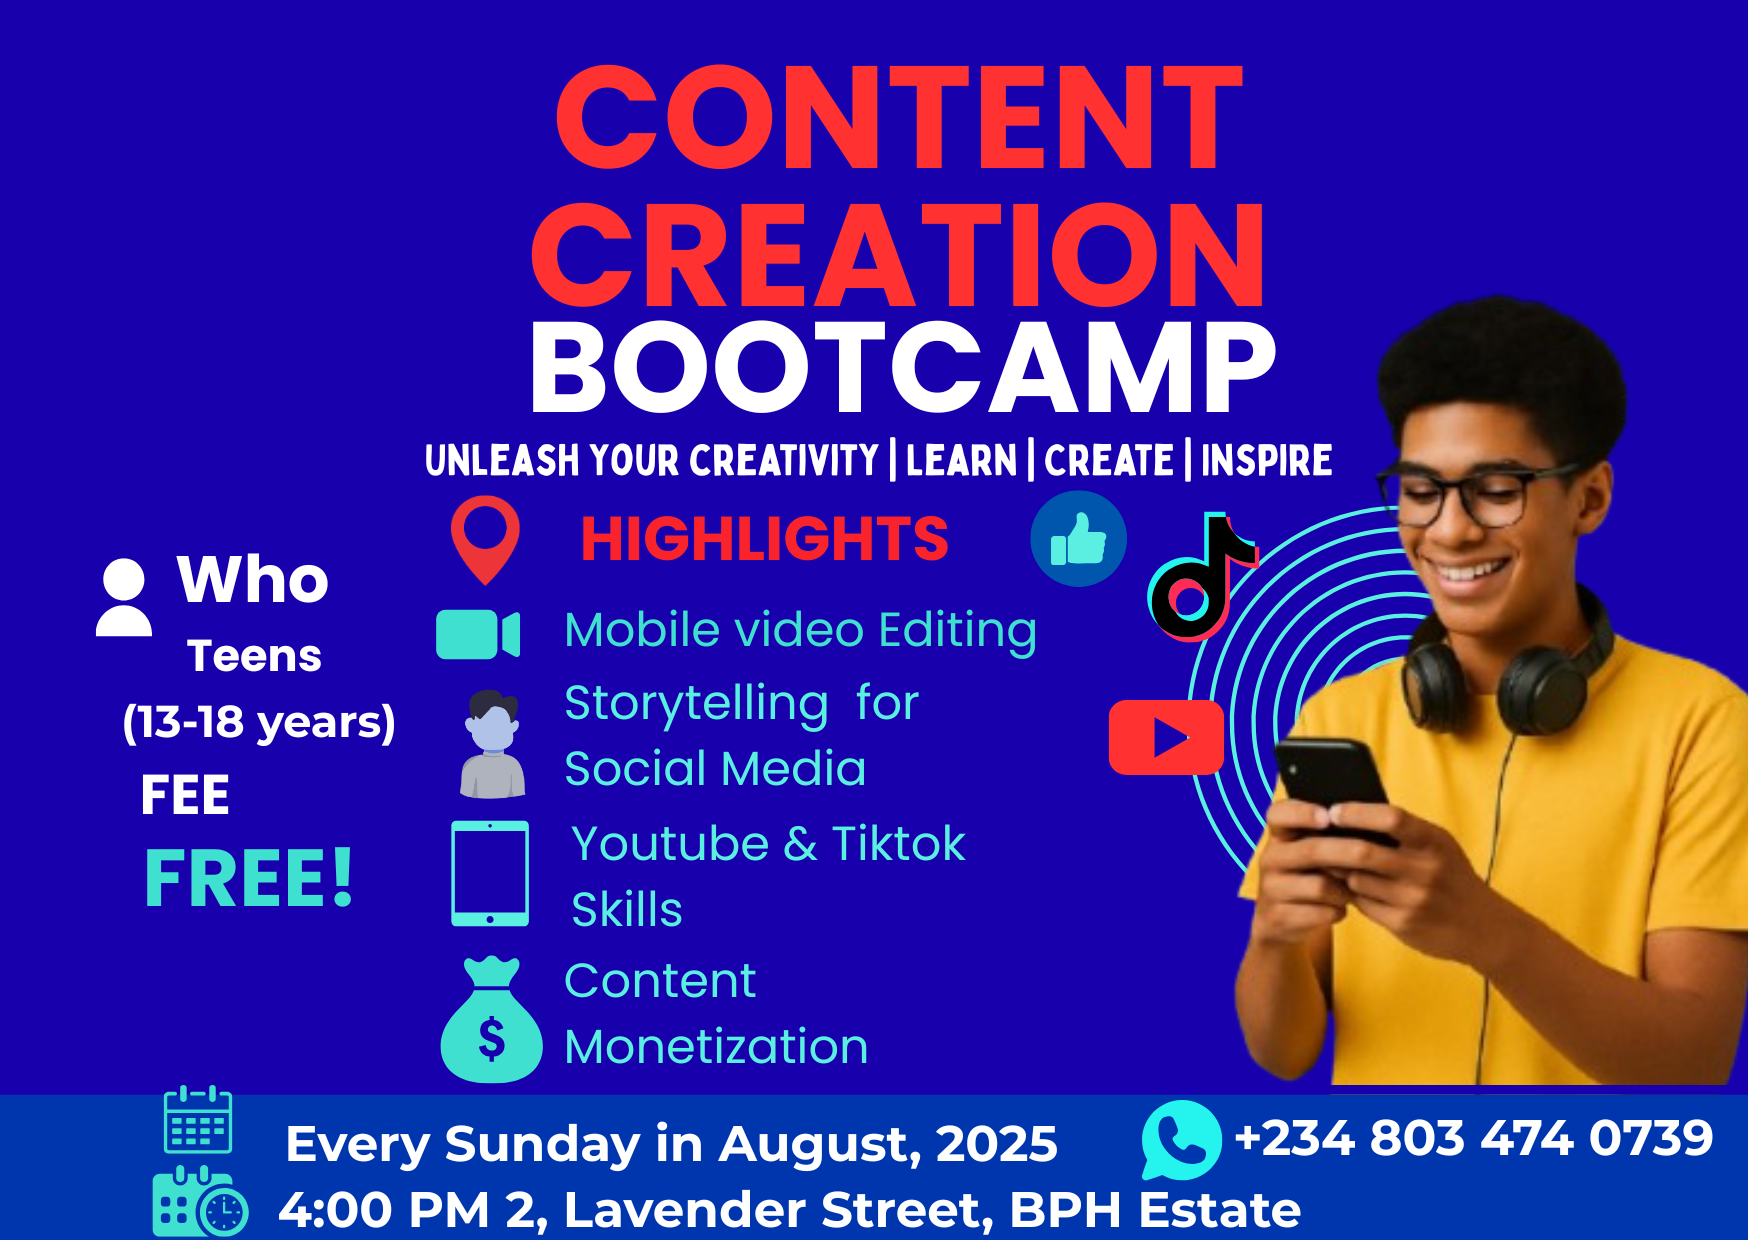 CONTENT
CREATION
BOOTCAMP
UNLEASH YOUR CREATIVITY | LEARN | CREATE | INSPIRE
HIGHLIGHTS
Who
Teens
(13-18 years)
FEE
FREE!
Mobile video Editing
Storytelling for
Social Media
Youtube & Tiktok
Skills
$
Content
Monetization
Every Sunday in August, 2025
+234 803 474 0739
4:00 PM 2, Lavender Street, BPH Estate